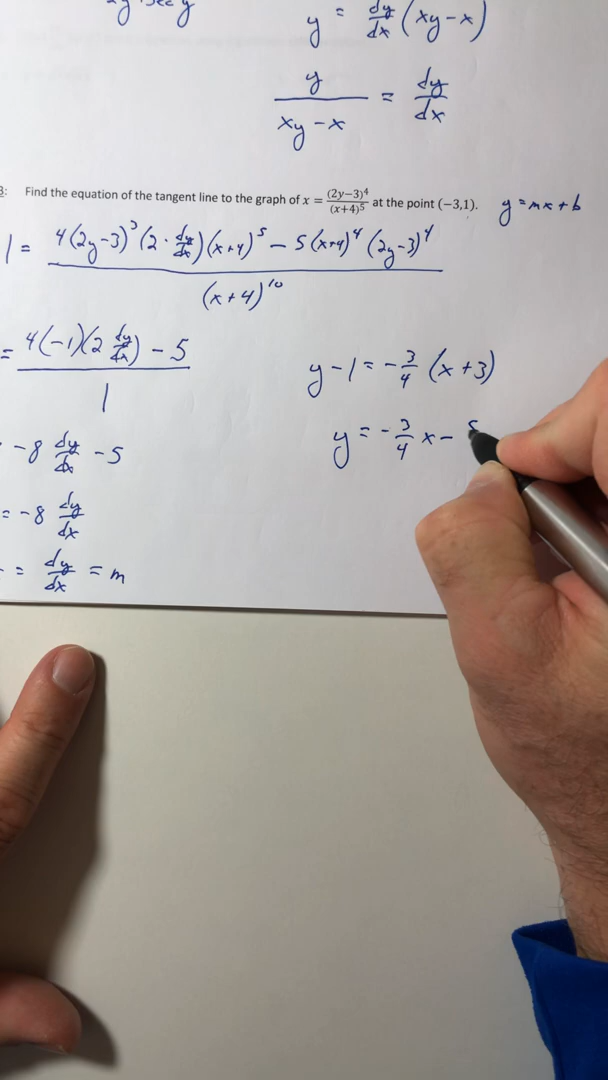 y = dy/dx (xy-x)
y/(xy-x) = dy/dx
3: Find the equation of the tangent line to the graph of x = (2y−3)^4/(x+4)^5 at the point (−3,1). y=mx+b
1 = (4(2y-3)^3 (2·dy/dx)(x+4)^5 - 5(x+4)^4 (2y-3)^4)/(x+4)^10
= (4(-1)(2 dy/dx) - 5)/1
y-1 = -3/4 (x+3)
-8 dy/dx -5
y = -3/4 x -
= -8 dy/dx
= dy/dx = m